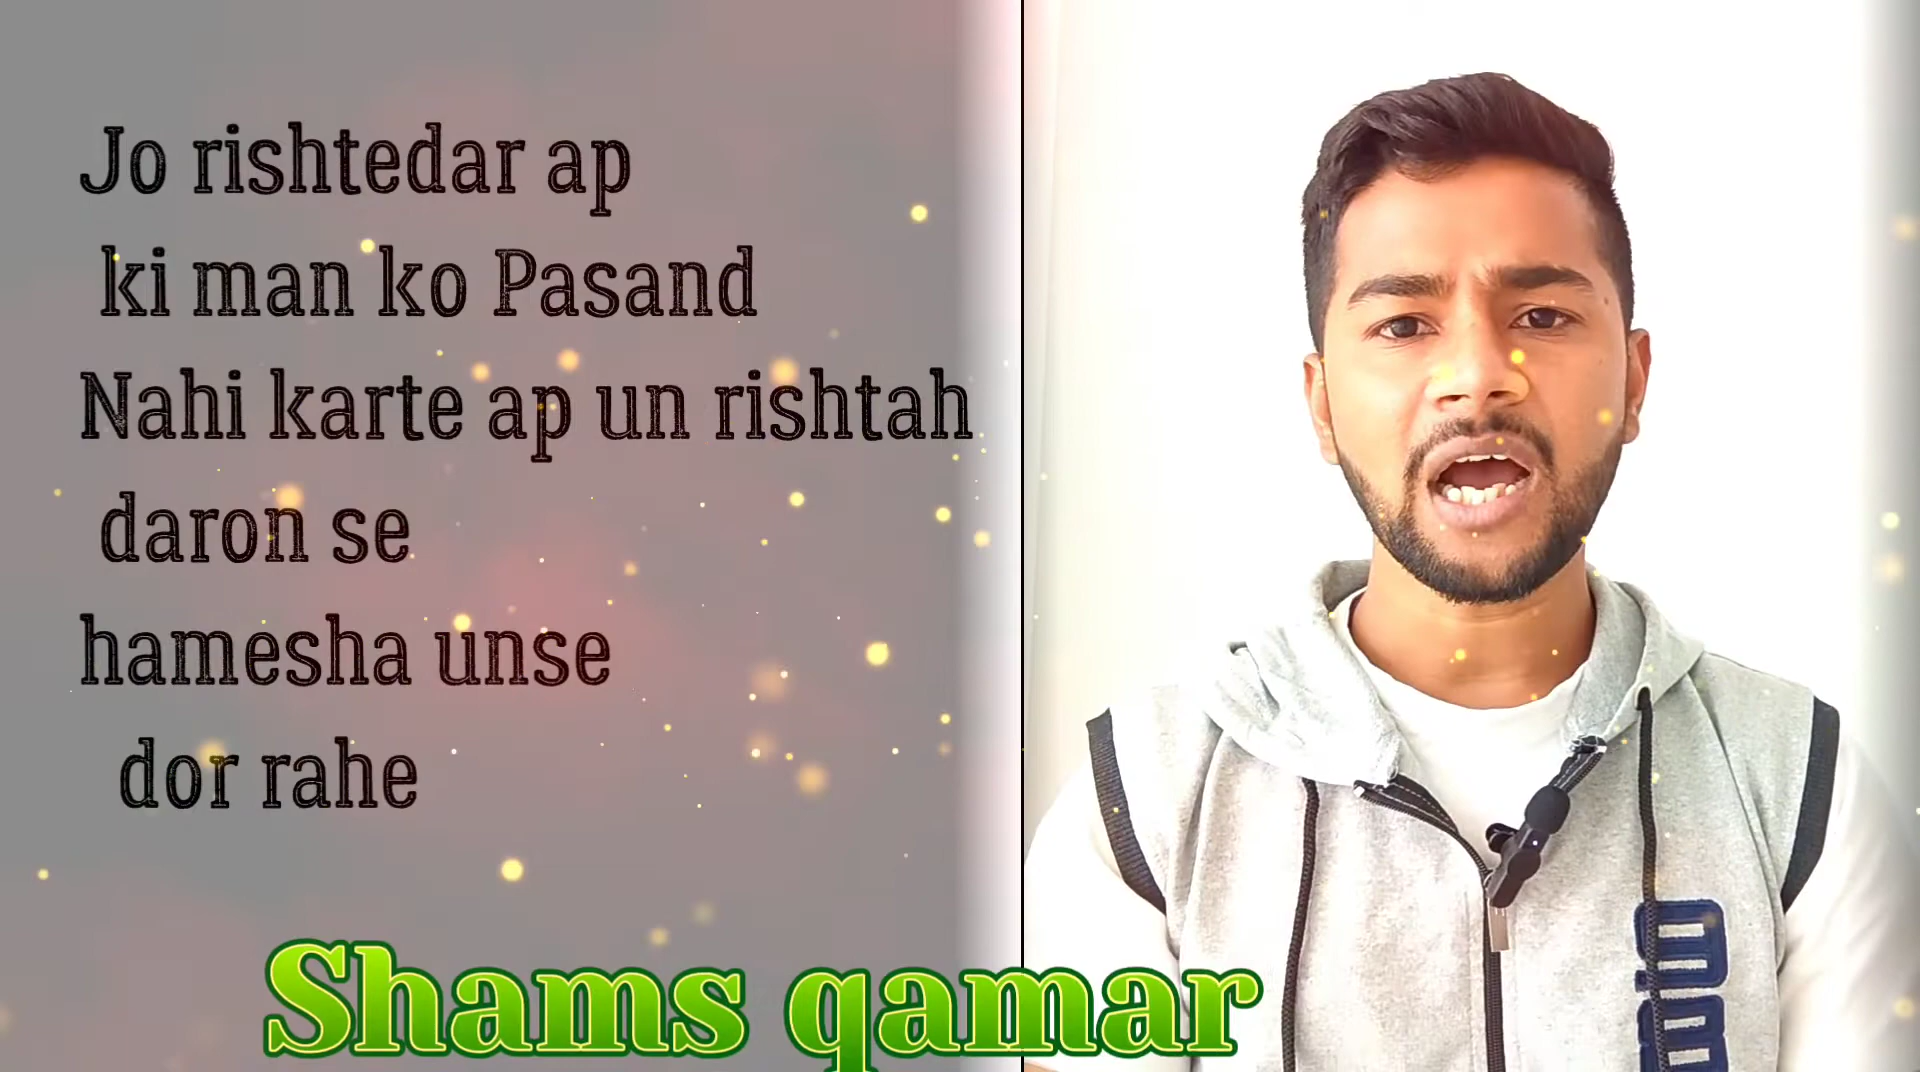 Jo rishtedar ap
ki man ko Pasand
Nahi karte ap un rishtah
daron se
hamesha unse
dor rahe
Shams qamar